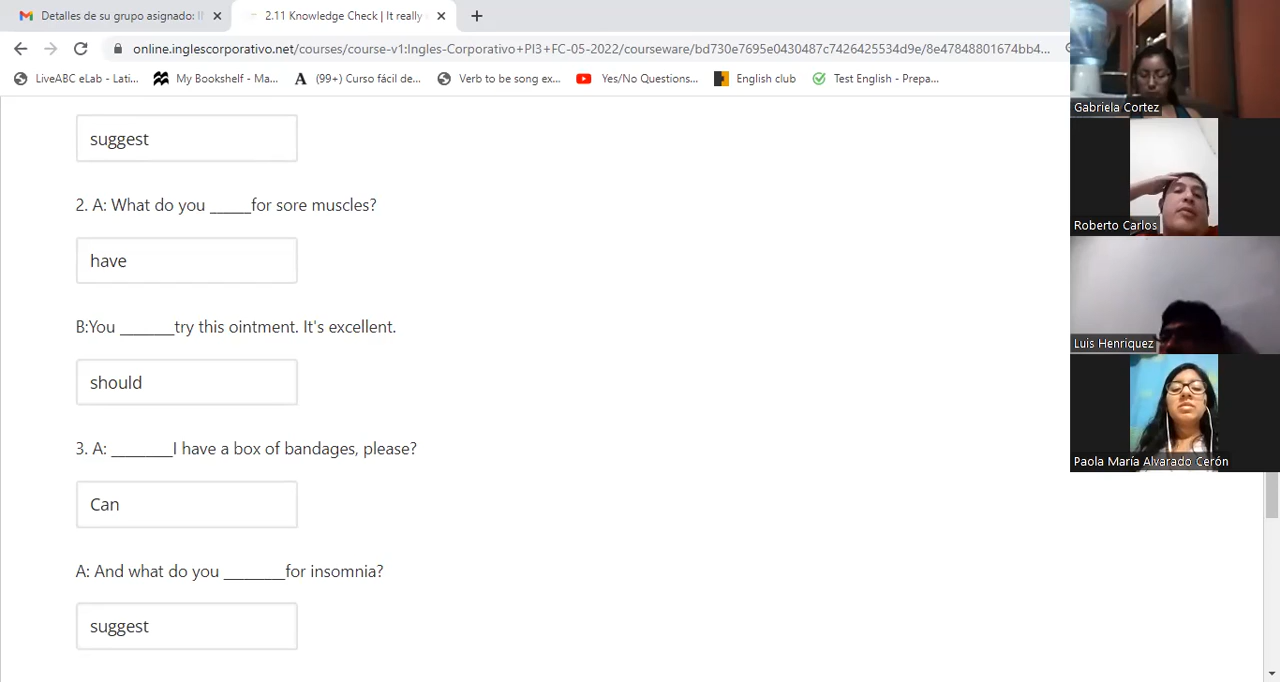 Detalles de su grupo asignado: I
2.11 Knowledge Check | It really
online.inglescorporativo.net/courses/course-v1:Ingles-Corporativo+PI3+FC-05-2022/courseware/bd730e7695e0430487c7426425534d9e/8e47848801674bb4...
LiveABC eLab - Lati... My Bookshelf - Ma... (99+) Curso fácil de... Verb to be song ex... Yes/No Questions... English club Test English - Prepa...
suggest
2. A: What do you _____for sore muscles?
have
B:You _______try this ointment. It's excellent.
should
3. A: ________I have a box of bandages, please?
Can
A: And what do you ________for insomnia?
suggest
Gabriela Cortez
Roberto Carlos
Luis Henriquez
Paola María Alvarado Cerón